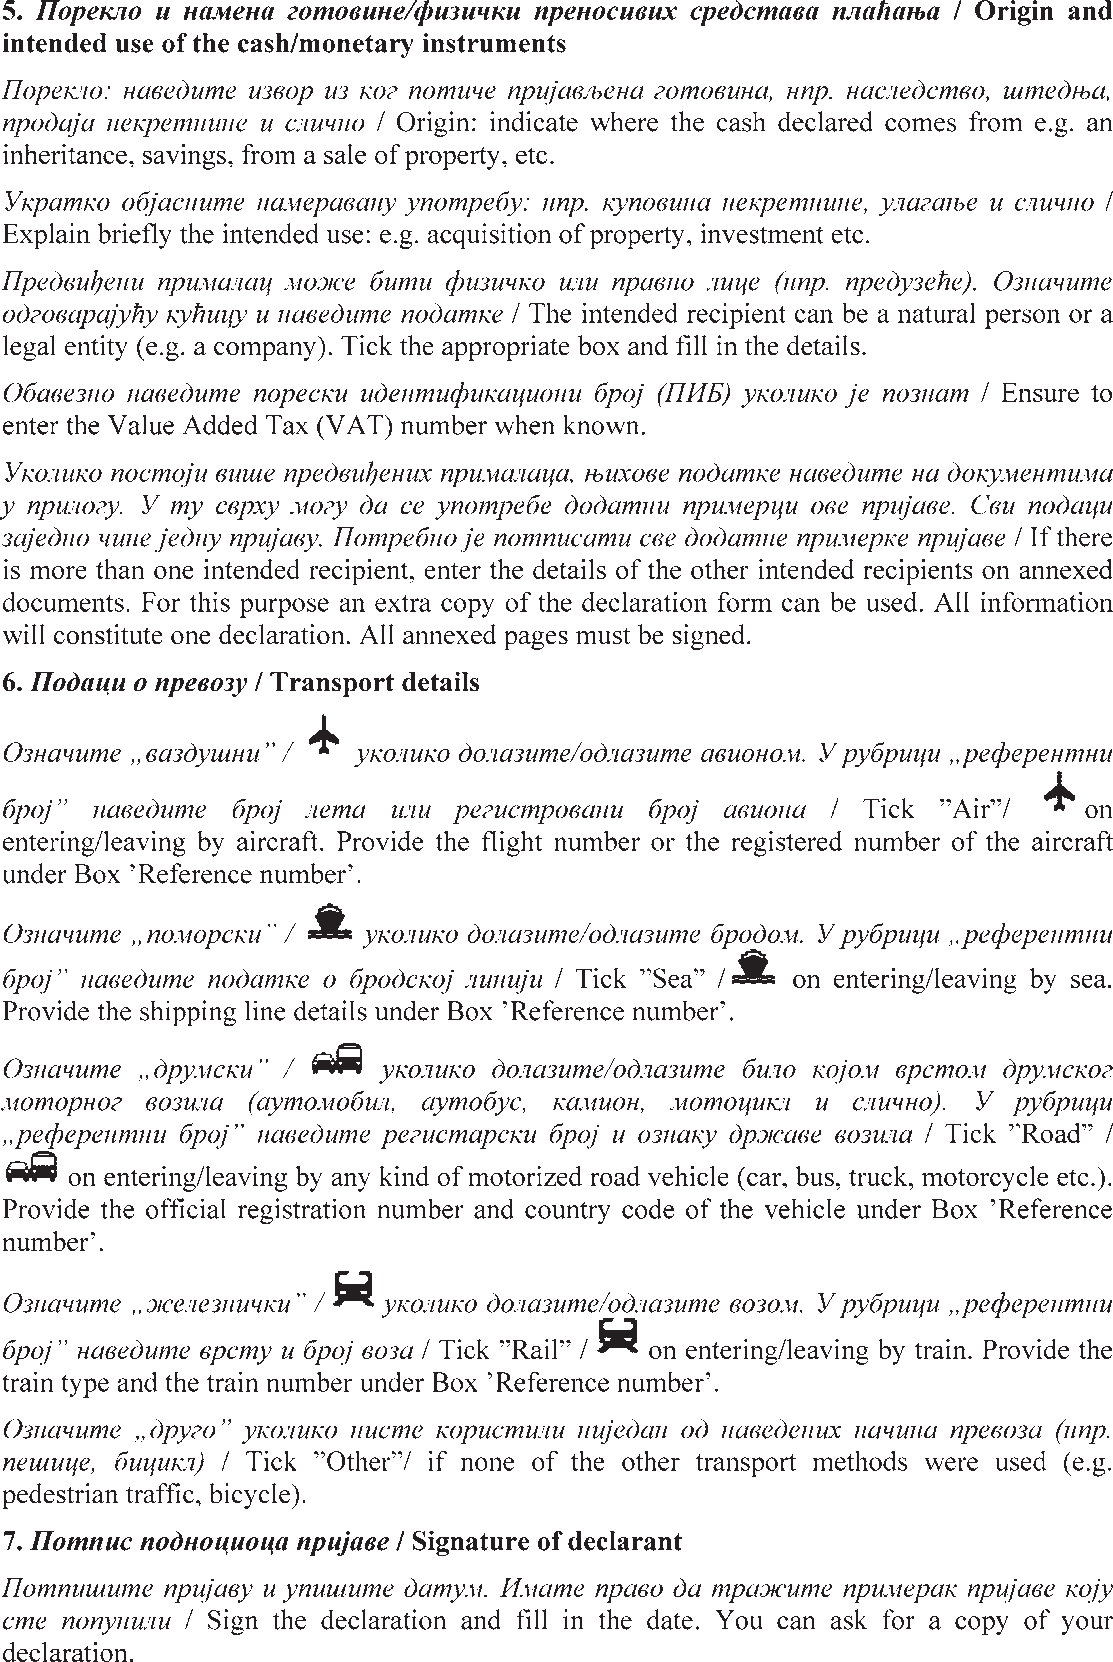 5. Порекло и намена готовине/физички преносивих средстава плаћања / Origin and
intended use of the cash/monetary instruments
Порекло: наведите извор из ког потиче пријављена готовина, нпр. наследство, штедња,
продаја некретнине и слично / Origin: indicate where the cash declared comes from e.g. an
inheritance, savings, from a sale of property, etc.
Укратко објасните намеравану употребу: нпр. куповина некретнине, улагање и слично /
Explain briefly the intended use: e.g. acquisition of property, investment etc.
Предвиђени прималац може бити физичко или правно лице (нпр. предузеће). Означите
одговарајућу кућицу и наведите податке / The intended recipient can be a natural person or a
legal entity (e.g. a company). Tick the appropriate box and fill in the details.
Обавезно наведите порески идентификациони број (ПИБ) уколико је познат / Ensure to
enter the Value Added Tax (VAT) number when known.
Уколико постоји више предвиђених прималаца, њихове податке наведите на документима
у прилогу. У ту сврху могу да се употребе додатни примерци ове пријаве. Сви подаци
заједно чине једну пријаву. Потребно је потписати све додатне примерке пријаве / If there
is more than one intended recipient, enter the details of the other intended recipients on annexed
documents. For this purpose an extra copy of the declaration form can be used. All information
will constitute one declaration. All annexed pages must be signed.
6. Подаци о превозу / Transport details
Означите „ваздушни” / уколико долазите/одлазите авионом. У рубрици „референтни
број” наведите број лета или регистровани број авиона / Tick ”Air”/ on
entering/leaving by aircraft. Provide the flight number or the registered number of the aircraft
under Box ’Reference number’.
Означите „поморски” / уколико долазите/одлазите бродом. У рубрици „референтни
број” наведите податке о бродској линији / Tick ”Sea” / on entering/leaving by sea.
Provide the shipping line details under Box ’Reference number’.
Означите „друмски” / уколико долазите/одлазите било којом врстом друмског
моторног возила (аутомобил, аутобус, камион, мотоцикл и слично). У рубрици
„референтни број” наведите регистарски број и ознаку државе возила / Tick ”Road” /
on entering/leaving by any kind of motorized road vehicle (car, bus, truck, motorcycle etc.).
Provide the official registration number and country code of the vehicle under Box ’Reference
number’.
Означите „железнички” / уколико долазите/одлазите возом. У рубрици „референтни
број” наведите врсту и број воза / Tick ”Rail” / on entering/leaving by train. Provide the
train type and the train number under Box ’Reference number’.
Означите „друго” уколико нисте користили ниједан од наведених начина превоза (нпр.
пешице, бицикл) / Tick ”Other”/ if none of the other transport methods were used (e.g.
pedestrian traffic, bicycle).
7. Потпис подноциоца пријаве / Signature of declarant
Потпишите пријаву и упишите датум. Имате право да тражите примерак пријаве коју
сте попунили / Sign the declaration and fill in the date. You can ask for a copy of your
declaration.